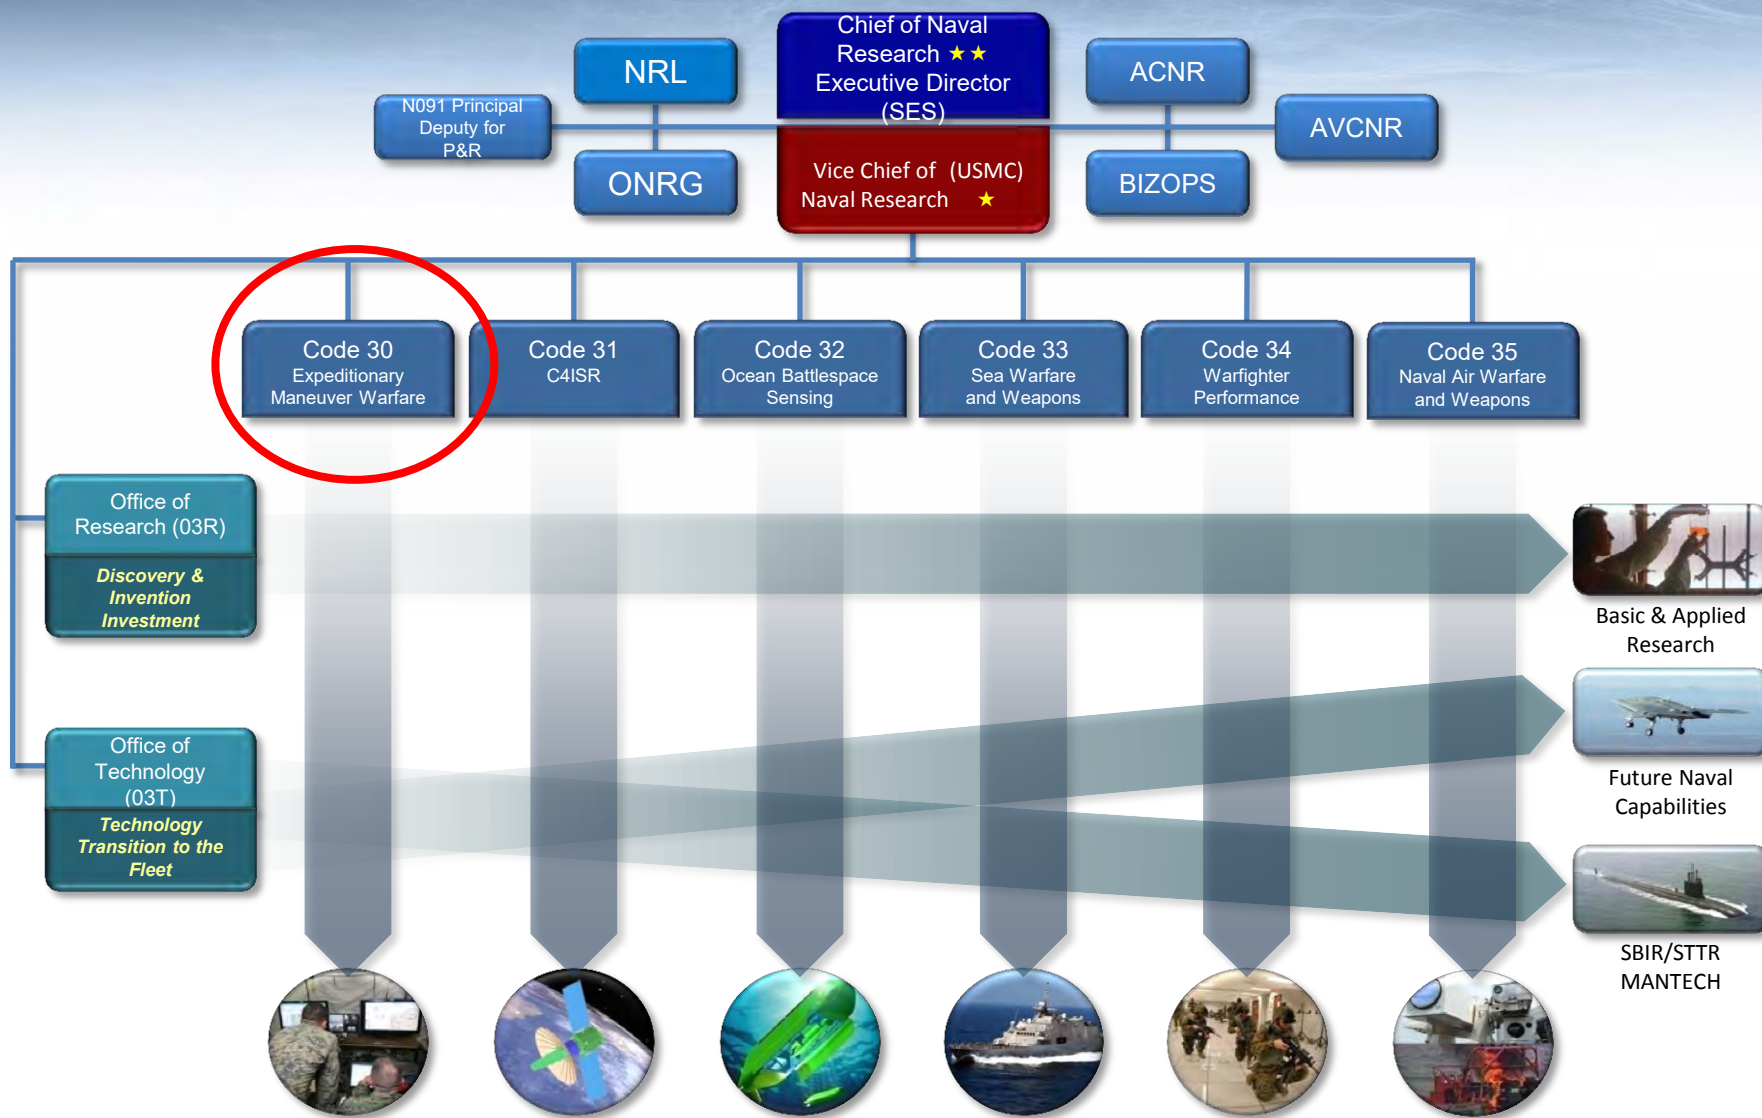 Chief of Naval
Research ★ ★
Executive Director
(SES)
Vice Chief of (USMC)
Naval Research ★
NRL
N091 Principal
Deputy for
P&R
ONRG
ACNR
AVCNR
BIZOPS
Code 30
Expeditionary
Maneuver Warfare
Code 31
C4ISR
Code 32
Ocean Battlespace
Sensing
Code 33
Sea Warfare
and Weapons
Code 34
Warfighter
Performance
Code 35
Naval Air Warfare
and Weapons
Office of
Research (03R)
Discovery &
Invention
Investment
Basic & Applied
Research
Office of
Technology
(03T)
Technology
Transition to the
Fleet
Future Naval
Capabilities
SBIR/STTR
MANTECH